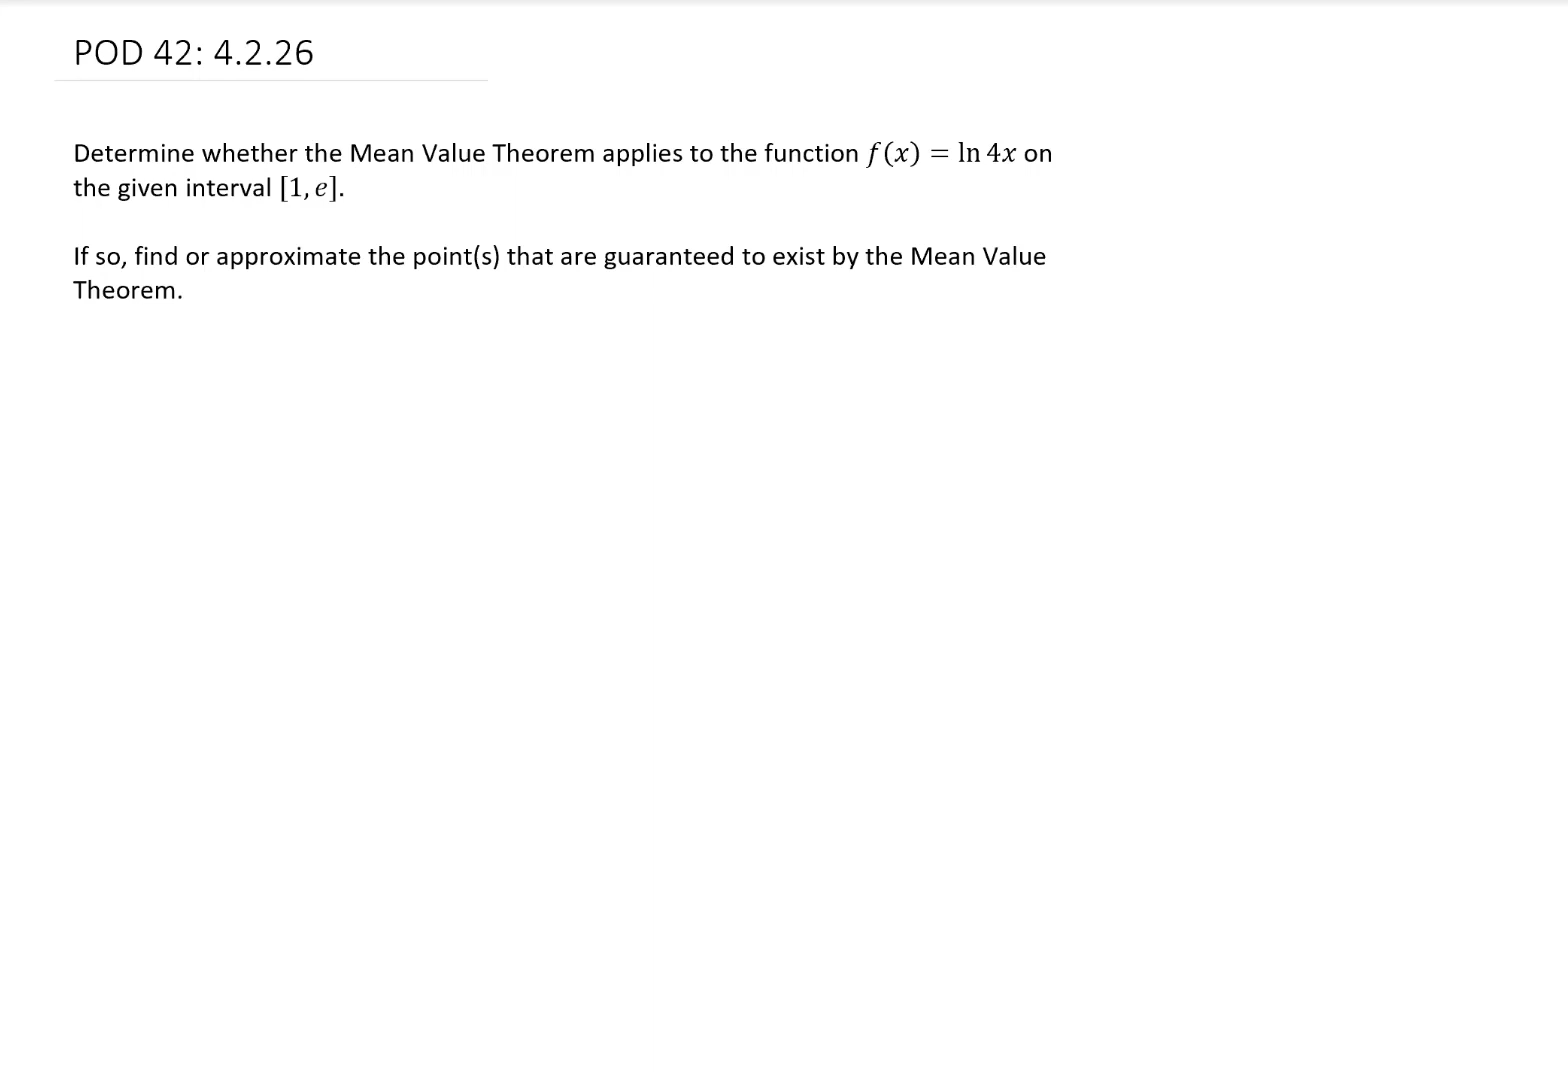 POD 42: 4.2.26
Determine whether the Mean Value Theorem applies to the function f(x) = ln 4x on
the given interval [1, e].
If so, find or approximate the point(s) that are guaranteed to exist by the Mean Value
Theorem.